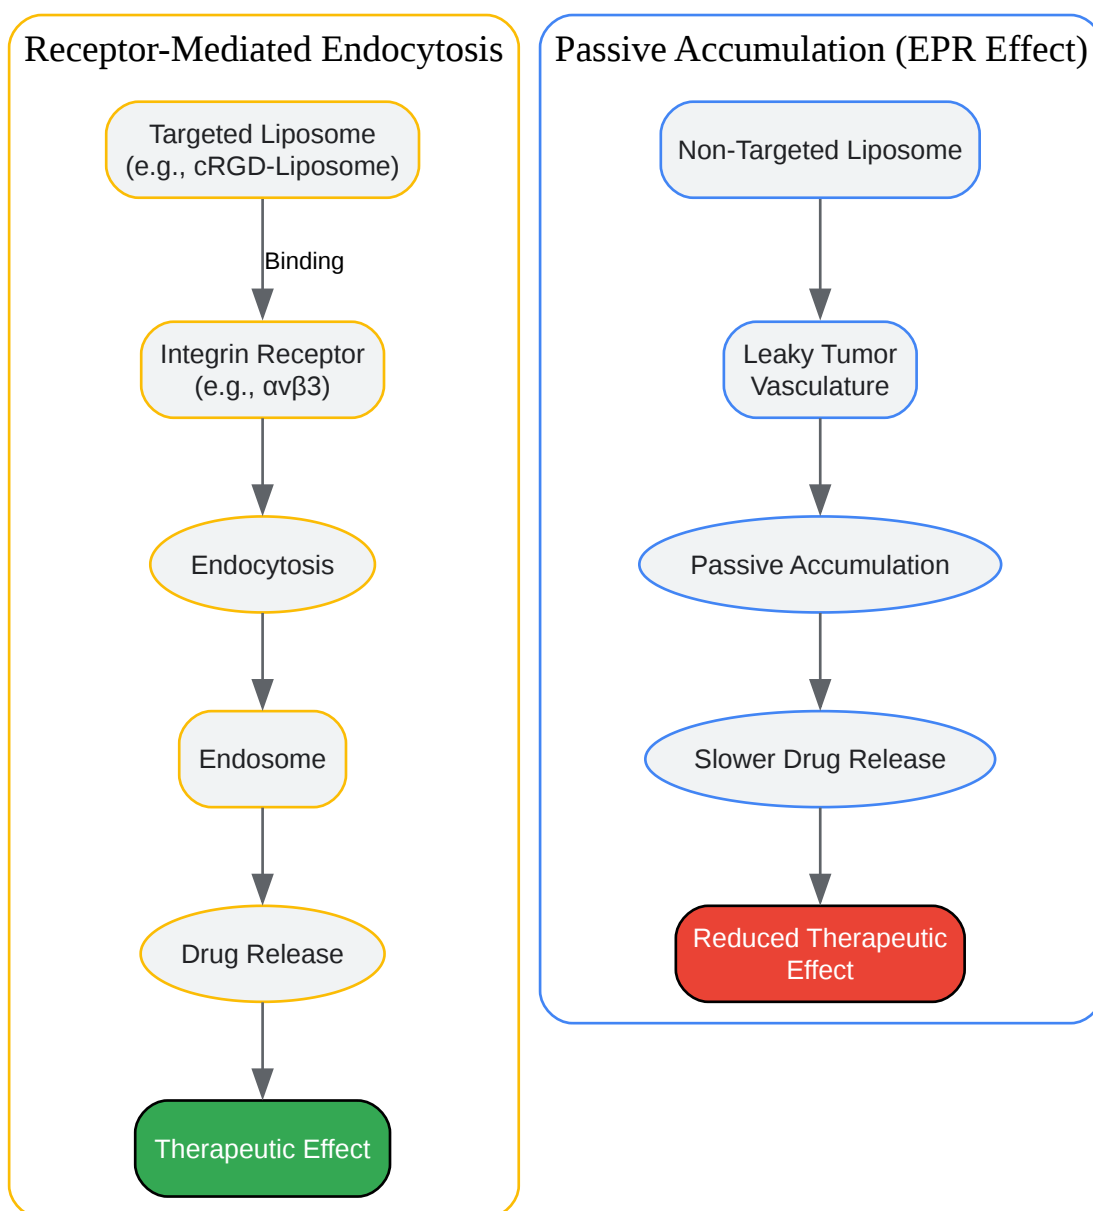 Receptor-Mediated Endocytosis
Targeted Liposome
(e.g., cRGD-Liposome)
Binding
Integrin Receptor
(e.g., αvβ3)
Endocytosis
Endosome
Drug Release
Therapeutic Effect
Passive Accumulation (EPR Effect)
Non-Targeted Liposome
Leaky Tumor
Vasculature
Passive Accumulation
Slower Drug Release
Reduced Therapeutic
Effect